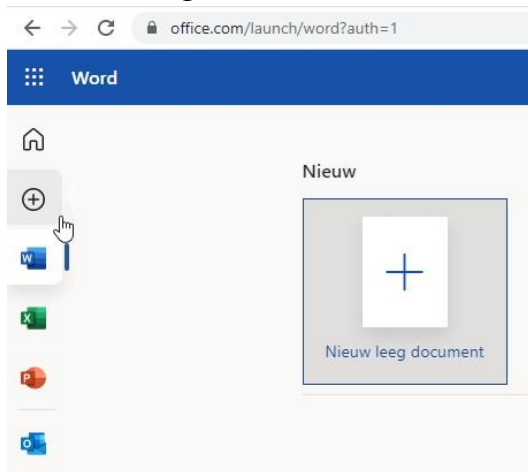 office.com/launch/word?auth=1
Word
Nieuw
W
X
Nieuw leeg document
P
O